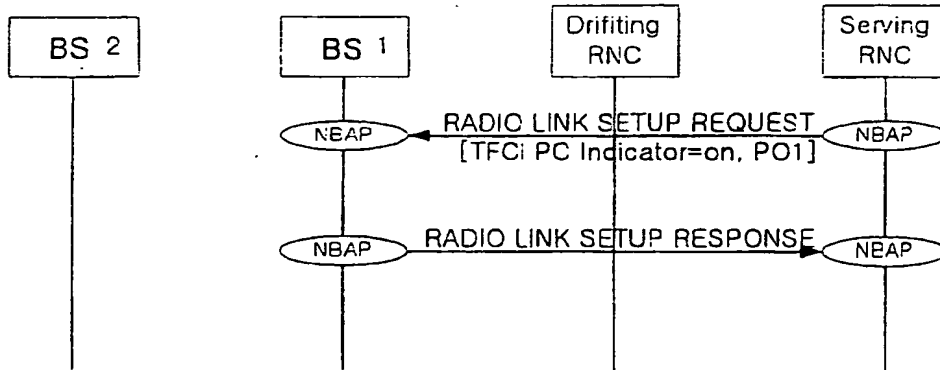 BS 2
BS 1
Drifiting
RNC
Serving
RNC
NBAP
RADIO LINK SETUP REQUEST
[TFCI PC Indicator=on, PO1]
NBAP
NBAP
RADIO LINK SETUP RESPONSE
NBAP